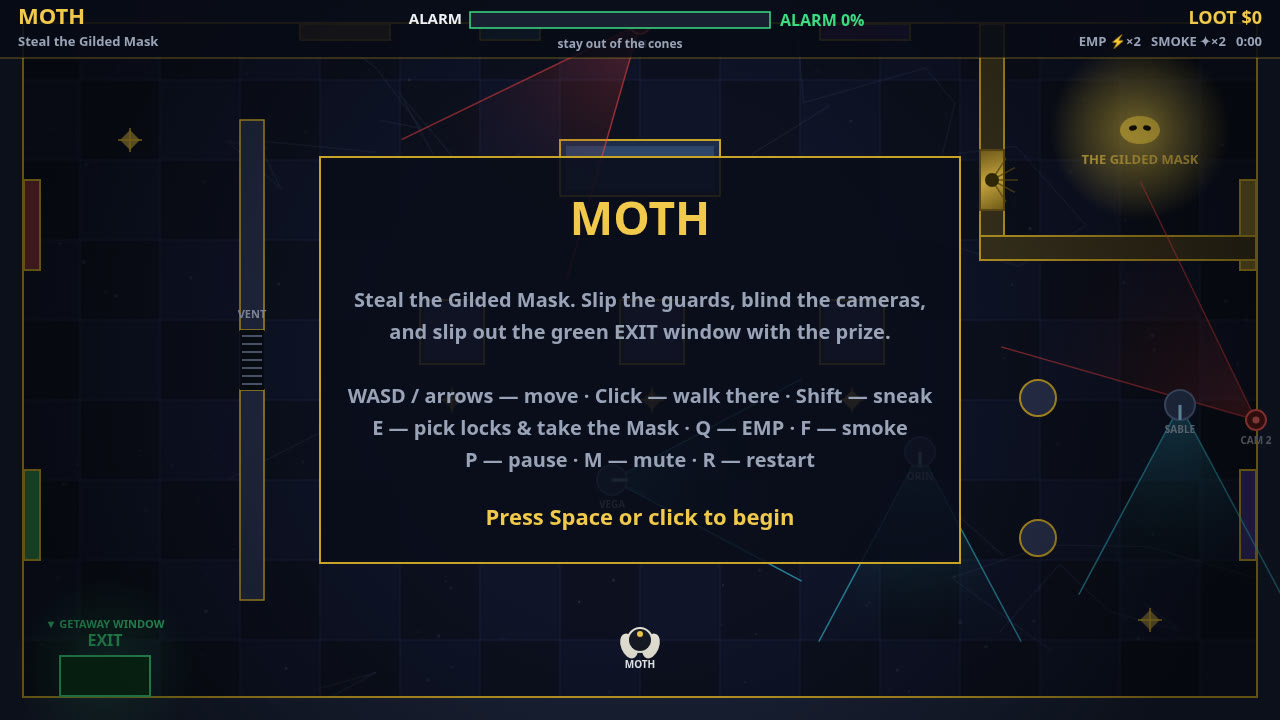 MOTH
Steal the Gilded Mask
ALARM
ALARM 0%
stay out of the cones
LOOT $0
EMP ⚡×2 SMOKE ✦×2 0:00
THE GILDED MASK
MOTH
Steal the Gilded Mask. Slip the guards, blind the cameras,
and slip out the green EXIT window with the prize.
WASD / arrows — move · Click — walk there · Shift — sneak
E — pick locks & take the Mask · Q — EMP · F — smoke
P — pause · M — mute · R — restart
Press Space or click to begin
VENT
SABLE
CAM 2
ORIN
VEGA
▼ GETAWAY WINDOW
EXIT
MOTH